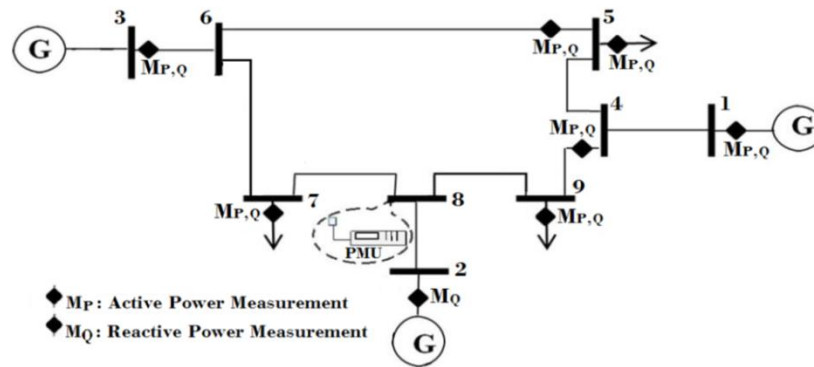 3
6
5
G
MP,Q
MP,Q
MP,Q
4
1
MP,Q
G
MP,Q
7
8
9
MP,Q
MP,Q
PMU
2
MQ
MP: Active Power Measurement
MQ: Reactive Power Measurement
G